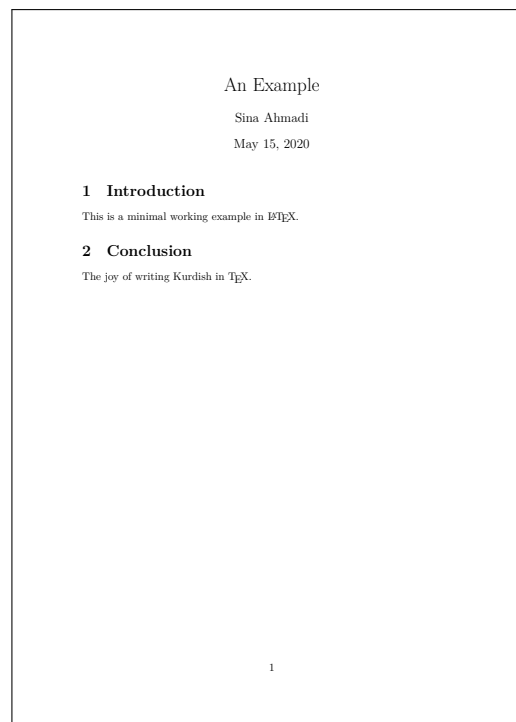 An Example
Sina Ahmadi
May 15, 2020
1 Introduction
This is a minimal working example in LATEX.
2 Conclusion
The joy of writing Kurdish in TEX.
1